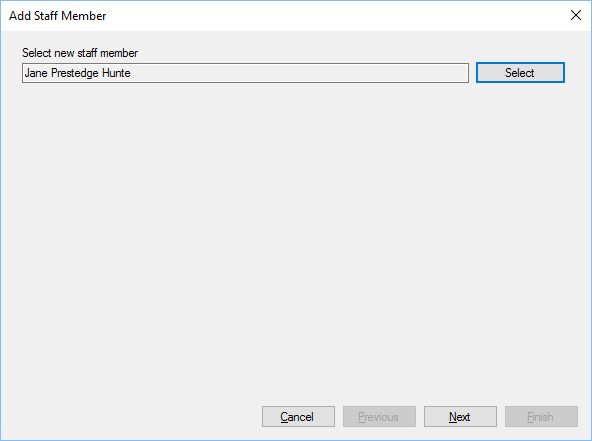 Add Staff Member
Select new staff member
Jane Prestedge Hunte
Select
Cancel
Previous
Next
Finish